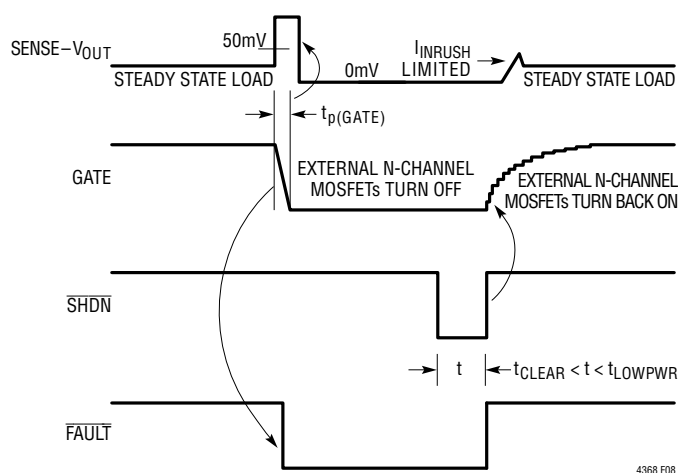 SENSE–VOUT
50mV
0mV
IINRUSH
LIMITED
STEADY STATE LOAD
STEADY STATE LOAD
tp(GATE)
GATE
EXTERNAL N-CHANNEL
MOSFETs TURN OFF
EXTERNAL N-CHANNEL
MOSFETs TURN BACK ON
SHDN
t
tCLEAR < t < tLOWPWR
FAULT
4368 F08